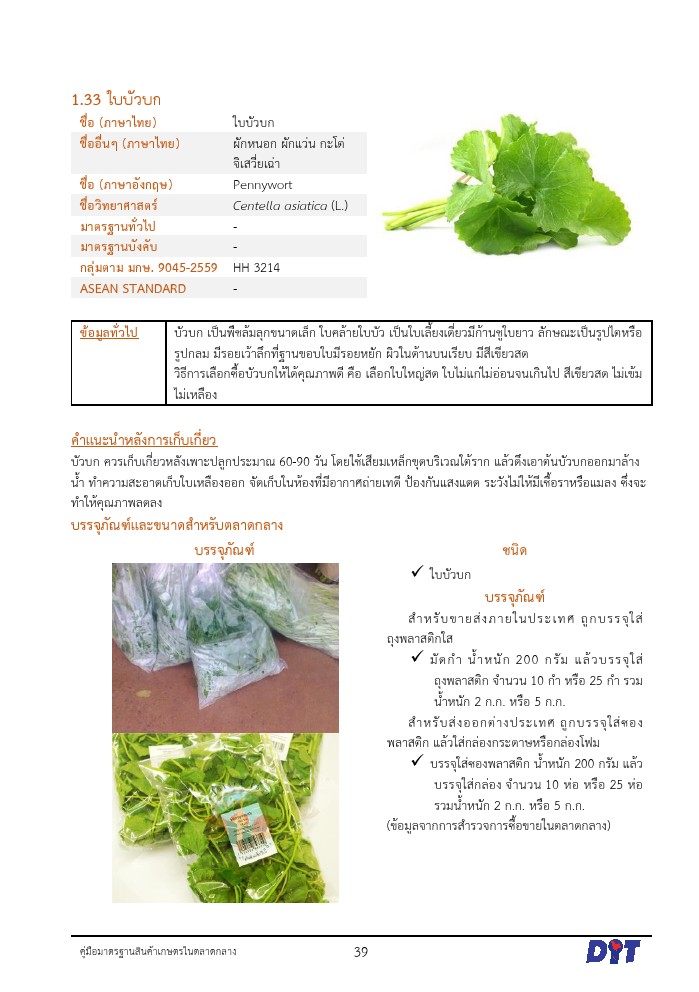 1.33 ใบบัวบก
ชื่อ (ภาษาไทย) ใบบัวบก
ชื่ออื่นๆ (ภาษาไทย) ผักหนอก ผักแว่น กะโต่
จิเสวี่ยเฉ่า
ชื่อ (ภาษาอังกฤษ) Pennywort
ชื่อวิทยาศาสตร์ Centella asiatica (L.)
มาตรฐานทั่วไป -
มาตรฐานบังคับ -
กลุ่มตาม มกษ. 9045-2559 HH 3214
ASEAN STANDARD -
ข้อมูลทั่วไป บัวบก เป็นพืชล้มลุกขนาดเล็ก ใบคล้ายใบบัว เป็นใบเลี้ยงเดี่ยวมีก้านชูใบยาว ลักษณะเป็นรูปไตหรือ
รูปกลม มีรอยเว้าลึกที่ฐานขอบใบมีรอยหยัก ผิวในด้านบนเรียบ มีสีเขียวสด
วิธีการเลือกซื้อบัวบกให้ได้คุณภาพดี คือ เลือกใบใหญ่สด ใบไม่แก่ไม่อ่อนจนเกินไป สีเขียวสด ไม่เข้ม
ไม่เหลือง
คำแนะนำหลังการเก็บเกี่ยว
บัวบก ควรเก็บเกี่ยวหลังเพาะปลูกประมาณ 60-90 วัน โดยใช้เสียมเหล็กขุดบริเวณใต้ราก แล้วดึงเอาต้นบัวบกออกมาล้าง
น้ำ ทำความสะอาดเก็บใบเหลืองออก จัดเก็บในห้องที่มีอากาศถ่ายเทดี ป้องกันแสงแดด ระวังไม่ให้มีเชื้อราหรือแมลง ซึ่งจะ
ทำให้คุณภาพลดลง
บรรจุภัณฑ์และขนาดสำหรับตลาดกลาง
บรรจุภัณฑ์ ชนิด
✓ ใบบัวบก
บรรจุภัณฑ์
สำหรับขายส่งภายในประเทศ ถูกบรรจุใส่
ถุงพลาสติกใส
✓ มัดกำ น้ำหนัก 200 กรัม แล้วบรรจุใส่
ถุงพลาสติก จำนวน 10 กำ หรือ 25 กำ รวม
น้ำหนัก 2 ก.ก. หรือ 5 ก.ก.
สำหรับส่งออกต่างประเทศ ถูกบรรจุใส่ซอง
พลาสติก แล้วใส่กล่องกระดาษหรือกล่องโฟม
✓ บรรจุใส่ซองพลาสติก น้ำหนัก 200 กรัม แล้ว
บรรจุใส่กล่อง จำนวน 10 ห่อ หรือ 25 ห่อ
รวมน้ำหนัก 2 ก.ก. หรือ 5 ก.ก.
(ข้อมูลจากการสำรวจการซื้อขายในตลาดกลาง)
คู่มือมาตรฐานสินค้าเกษตรในตลาดกลาง 39 DIT